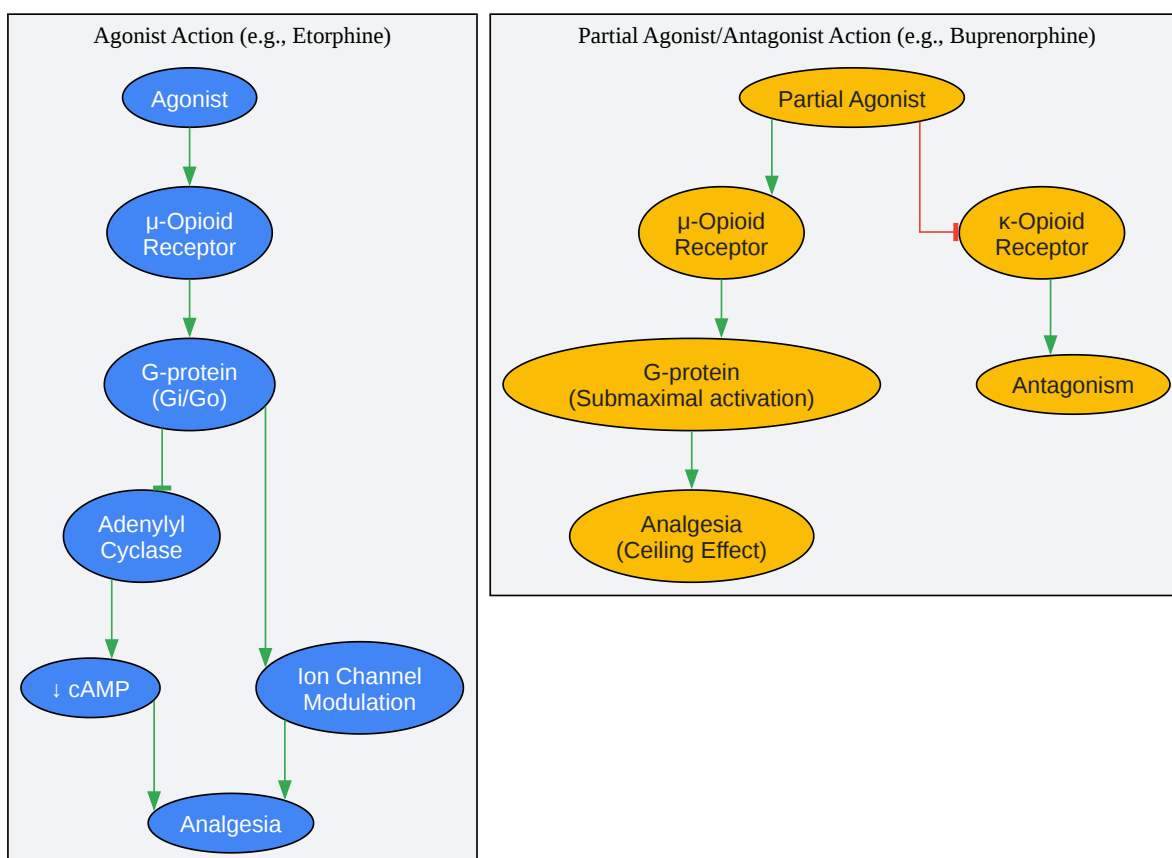 Agonist Action (e.g., Etorphine)
Agonist
μ-Opioid
Receptor
G-protein
(Gi/Go)
Adenylyl
Cyclase
↓ cAMP
Ion Channel
Modulation
Analgesia
Partial Agonist/Antagonist Action (e.g., Buprenorphine)
Partial Agonist
μ-Opioid
Receptor
κ-Opioid
Receptor
G-protein
(Submaximal activation)
Antagonism
Analgesia
(Ceiling Effect)